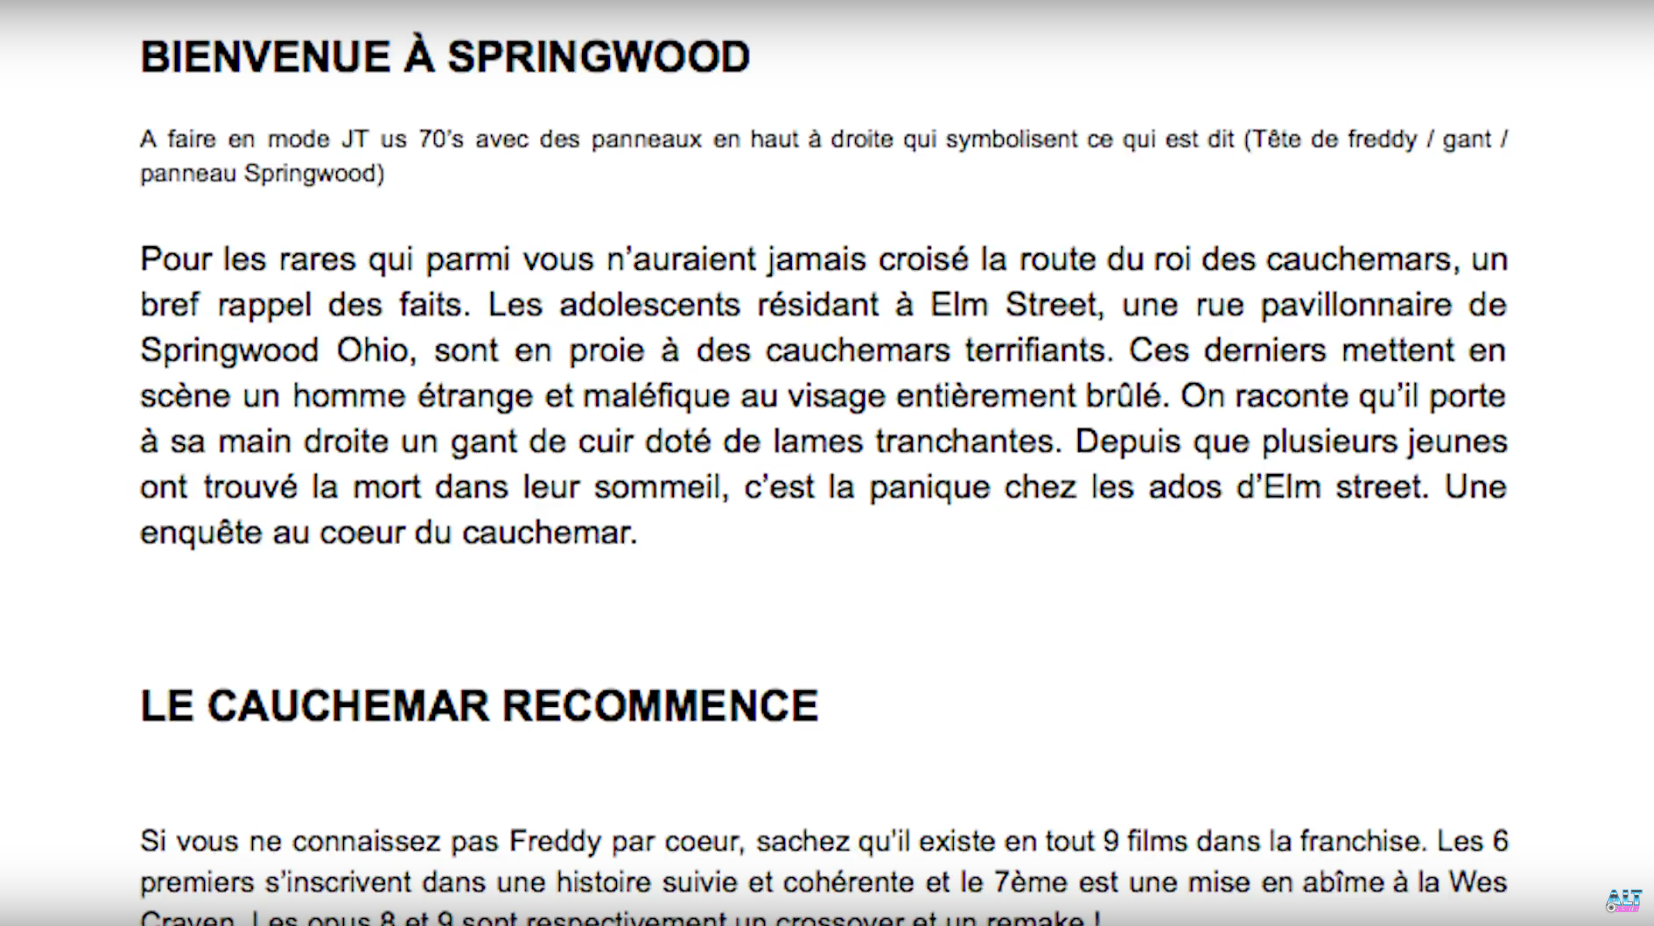 BIENVENUE À SPRINGWOOD
A faire en mode JT us 70's avec des panneaux en haut à droite qui symbolisent ce qui est dit (Tête de freddy / gant /
panneau Springwood)
Pour les rares qui parmi vous n'auraient jamais croisé la route du roi des cauchemars, un
bref rappel des faits. Les adolescents résidant à Elm Street, une rue pavillonnaire de
Springwood Ohio, sont en proie à des cauchemars terrifiants. Ces derniers mettent en
scène un homme étrange et maléfique au visage entièrement brûlé. On raconte qu'il porte
à sa main droite un gant de cuir doté de lames tranchantes. Depuis que plusieurs jeunes
ont trouvé la mort dans leur sommeil, c'est la panique chez les ados d'Elm street. Une
enquête au coeur du cauchemar.
LE CAUCHEMAR RECOMMENCE
Si vous ne connaissez pas Freddy par coeur, sachez qu'il existe en tout 9 films dans la franchise. Les 6
premiers s'inscrivent dans une histoire suivie et cohérente et le 7ème est une mise en abîme à la Wes
Craven. Les opus 8 et 9 sont respectivement un crossover et un remake !
ALT